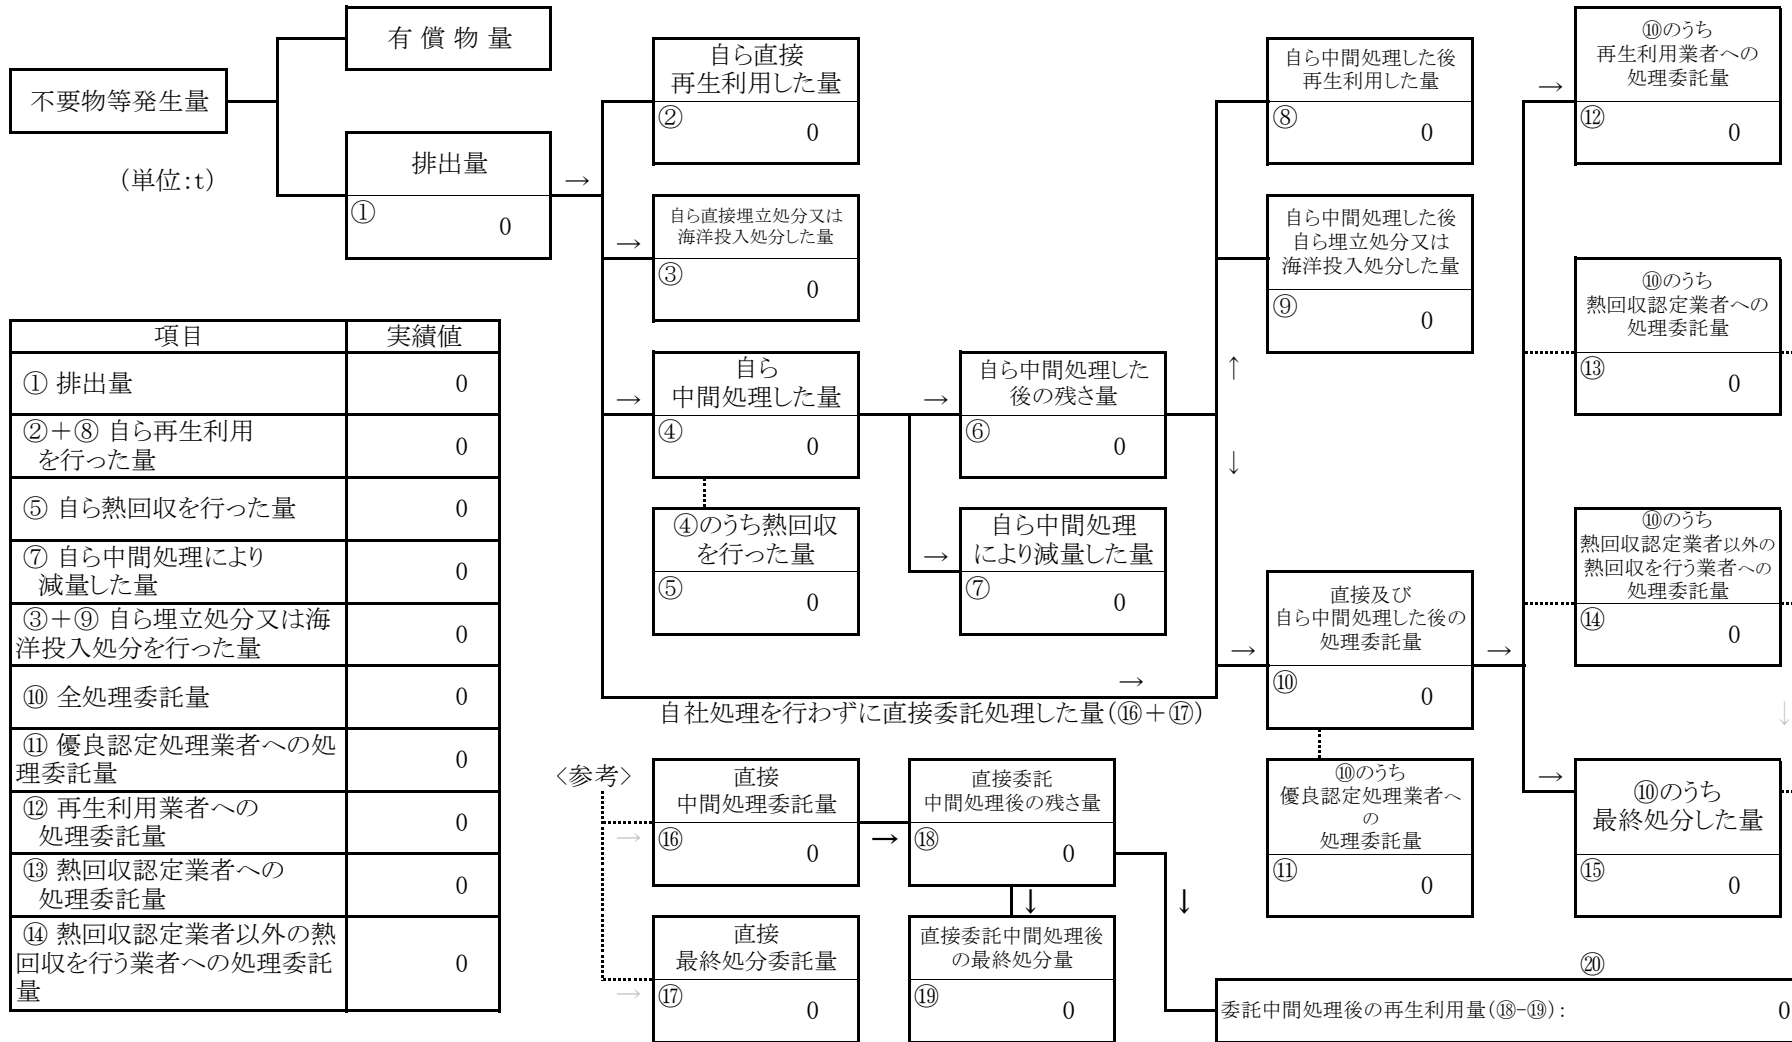 不要物等発生量
(単位:t)
有 償 物 量
排出量
①
0
→
自ら直接
再生利用した量
②
0
→
自ら直接埋立処分又は
海洋投入処分した量
③
0
→
自ら
中間処理した量
④
0
④のうち熱回収
を行った量
⑤
0
→
自ら中間処理した
後の残さ量
⑥
0
→
自ら中間処理
により減量した量
⑦
0
→
自社処理を行わずに直接委託処理した量(⑯+⑰)
↑
↓
自ら中間処理した後
再生利用した量
⑧
0
自ら中間処理した後
自ら埋立処分又は
海洋投入処分した量
⑨
0
→
直接及び
自ら中間処理した後の
処理委託量
⑩
0
⑩のうち
優良認定処理業者へ
の
処理委託量
⑪
0
→
→
⑩のうち
再生利用業者への
処理委託量
⑫
0
⑩のうち
熱回収認定業者への
処理委託量
⑬
0
⑩のうち
熱回収認定業者以外の
熱回収を行う業者への
処理委託量
⑭
0
↓
→
⑩のうち
最終処分した量
⑮
0
項目 実績値
① 排出量 0
②+⑧ 自ら再生利用
を行った量 0
⑤ 自ら熱回収を行った量 0
⑦ 自ら中間処理により
減量した量 0
③+⑨ 自ら埋立処分又は海
洋投入処分を行った量 0
⑩ 全処理委託量 0
⑪ 優良認定処理業者への処
理委託量 0
⑫ 再生利用業者への
処理委託量 0
⑬ 熱回収認定業者への
処理委託量 0
⑭ 熱回収認定業者以外の熱
回収を行う業者への処理委託
量 0
<参考>
→
直接
中間処理委託量
⑯
0
→
直接委託
中間処理後の残さ量
⑱
0
↓
↓
→
直接
最終処分委託量
⑰
0
直接委託中間処理後
の最終処分量
⑲
0
⑳
委託中間処理後の再生利用量(⑱-⑲): 0